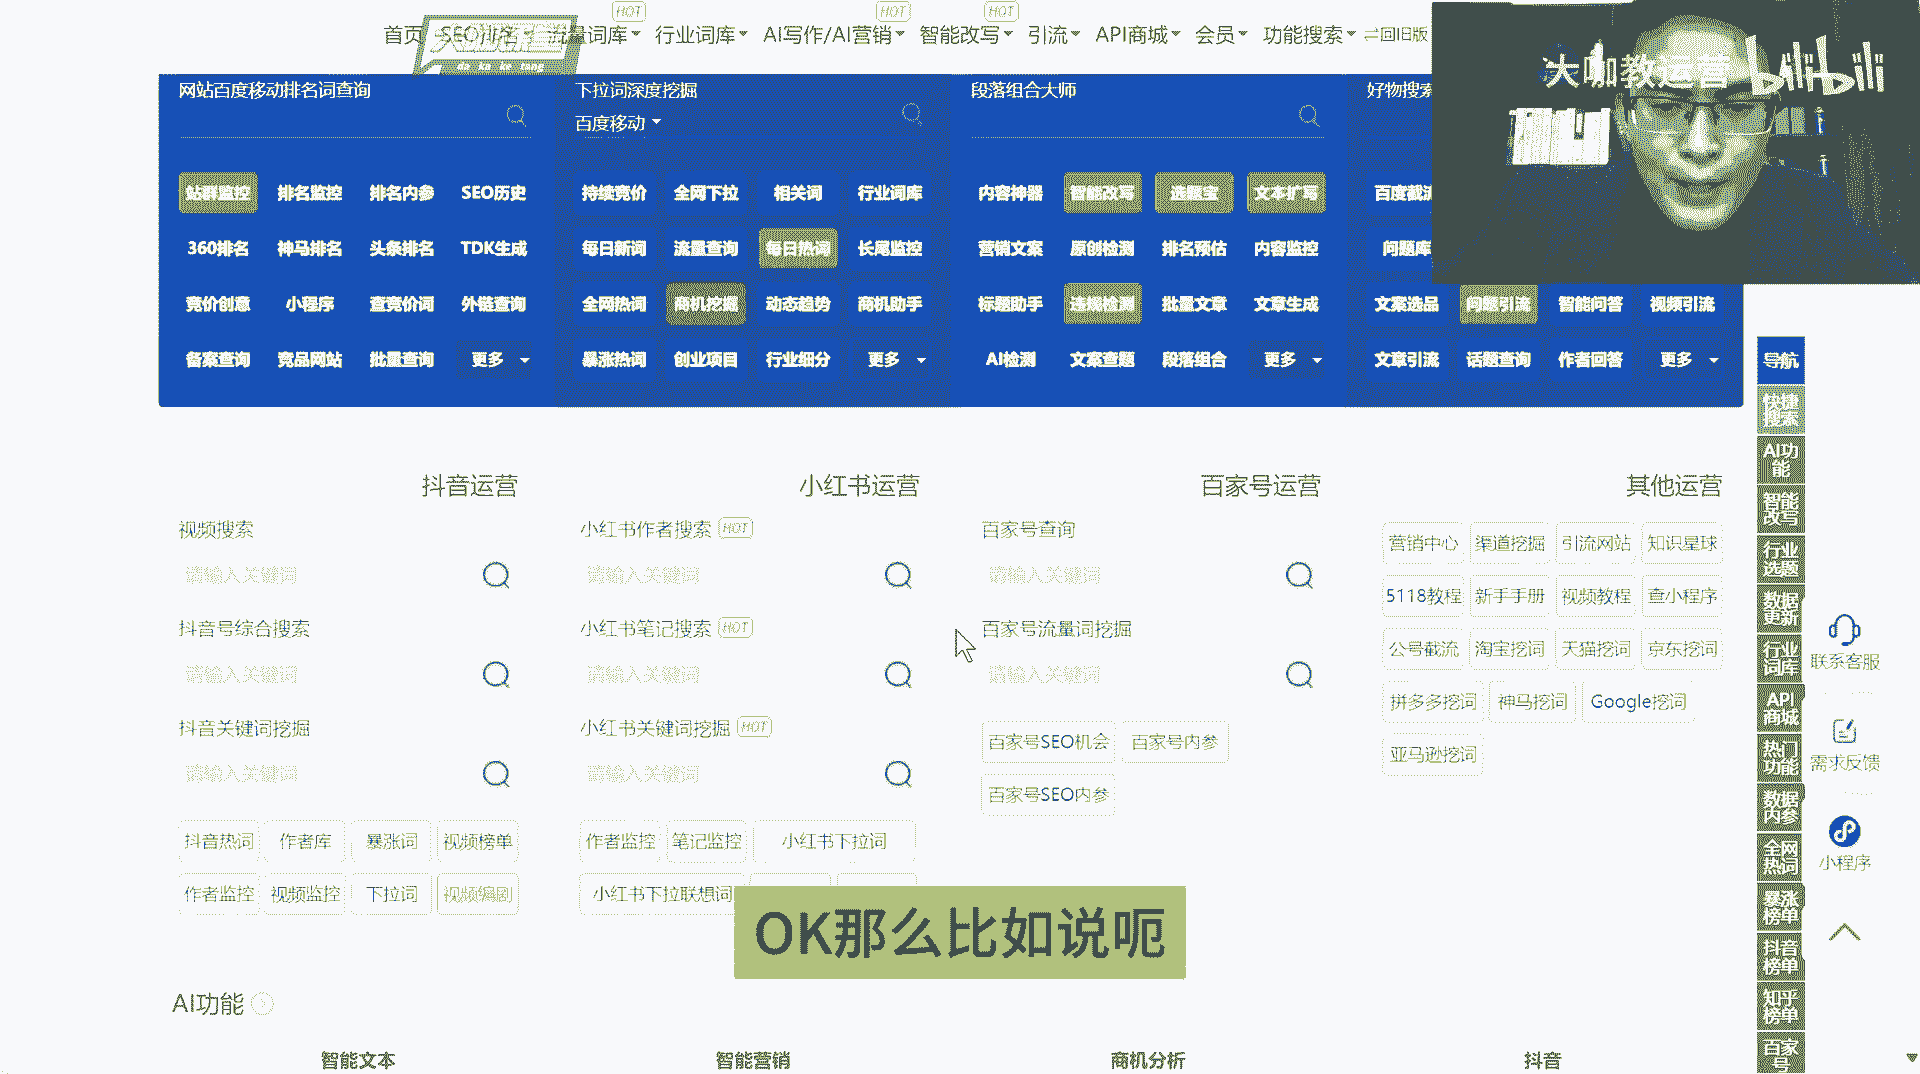 首页 SEO排名 流量词库 HOT 行业词库 AI写作/AI营销 HOT 智能改写 HOT 引流 API商城 会员 功能搜索 回旧版
大咖课堂
da ka ke tang
大咖教运营 bilibili
网站百度移动排名词查询
站群监控 排名监控 排名内参 SEO历史
360排名 神马排名 头条排名 TDK生成
竞价创意 小程序 查竞价词 外链查询
备案查询 竞品网站 批量查询 更多
下拉词深度挖掘
百度移动
持续竞价 全网下拉 相关词 行业词库
每日新词 流量查询 每日热词 长尾监控
全网热词 商机挖掘 动态趋势 商机助手
暴涨热词 创业项目 行业细分 更多
段落组合大师
内容神器 智能改写 选题宝 文本扩写
营销文案 原创检测 排名预估 内容监控
标题助手 违规检测 批量文章 文章生成
AI检测 文案查题 段落组合 更多
好物搜索
百度截流
问题库
文案选品 问题引流 智能问答 视频引流
文章引流 话题查询 作者回答 更多
抖音运营
视频搜索
请输入关键词
抖音号综合搜索
请输入关键词
抖音关键词挖掘
请输入关键词
抖音热词 作者库 暴涨词 视频榜单
作者监控 视频监控 下拉词 视频编剧
小红书运营
小红书作者搜索 HOT
请输入关键词
小红书笔记搜索 HOT
请输入关键词
小红书关键词挖掘 HOT
请输入关键词
作者监控 笔记监控 小红书下拉词
小红书下拉联想词
百家号运营
百家号查询
请输入关键词
百家号流量词挖掘
请输入关键词
百家号SEO机会 百家号内参
百家号SEO内参
其他运营
营销中心 渠道挖掘 引流网站 知识星球
5118教程 新手手册 视频教程 查小程序
公号截流 淘宝挖词 天猫挖词 京东挖词
拼多多挖词 神马挖词 Google挖词
亚马逊挖词
导航
快捷搜索
AI功能
智能改写
行业选题
数据更新
行业词库
API商城
热门功能
数据内参
全网热词
暴涨榜单
抖音榜单
知乎榜单
百家号
联系客服
需求反馈
小程序
OK那么比如说呃
AI功能
智能文本 智能营销 商机分析 抖音